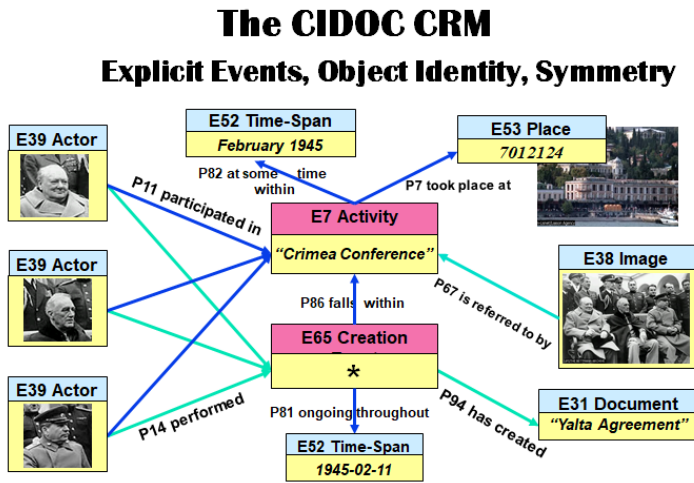 The CIDOC CRM
Explicit Events, Object Identity, Symmetry
E39 Actor
E52 Time-Span
February 1945
E53 Place
7012124
P82 at some time
within
P7 took place at
P11 participated in
E7 Activity
"Crimea Conference"
E39 Actor
E38 Image
P67 is referred to by
P86 falls within
E65 Creation
*
E39 Actor
P14 performed
P81 ongoing throughout
P94 has created
E31 Document
"Yalta Agreement"
E52 Time-Span
1945-02-11